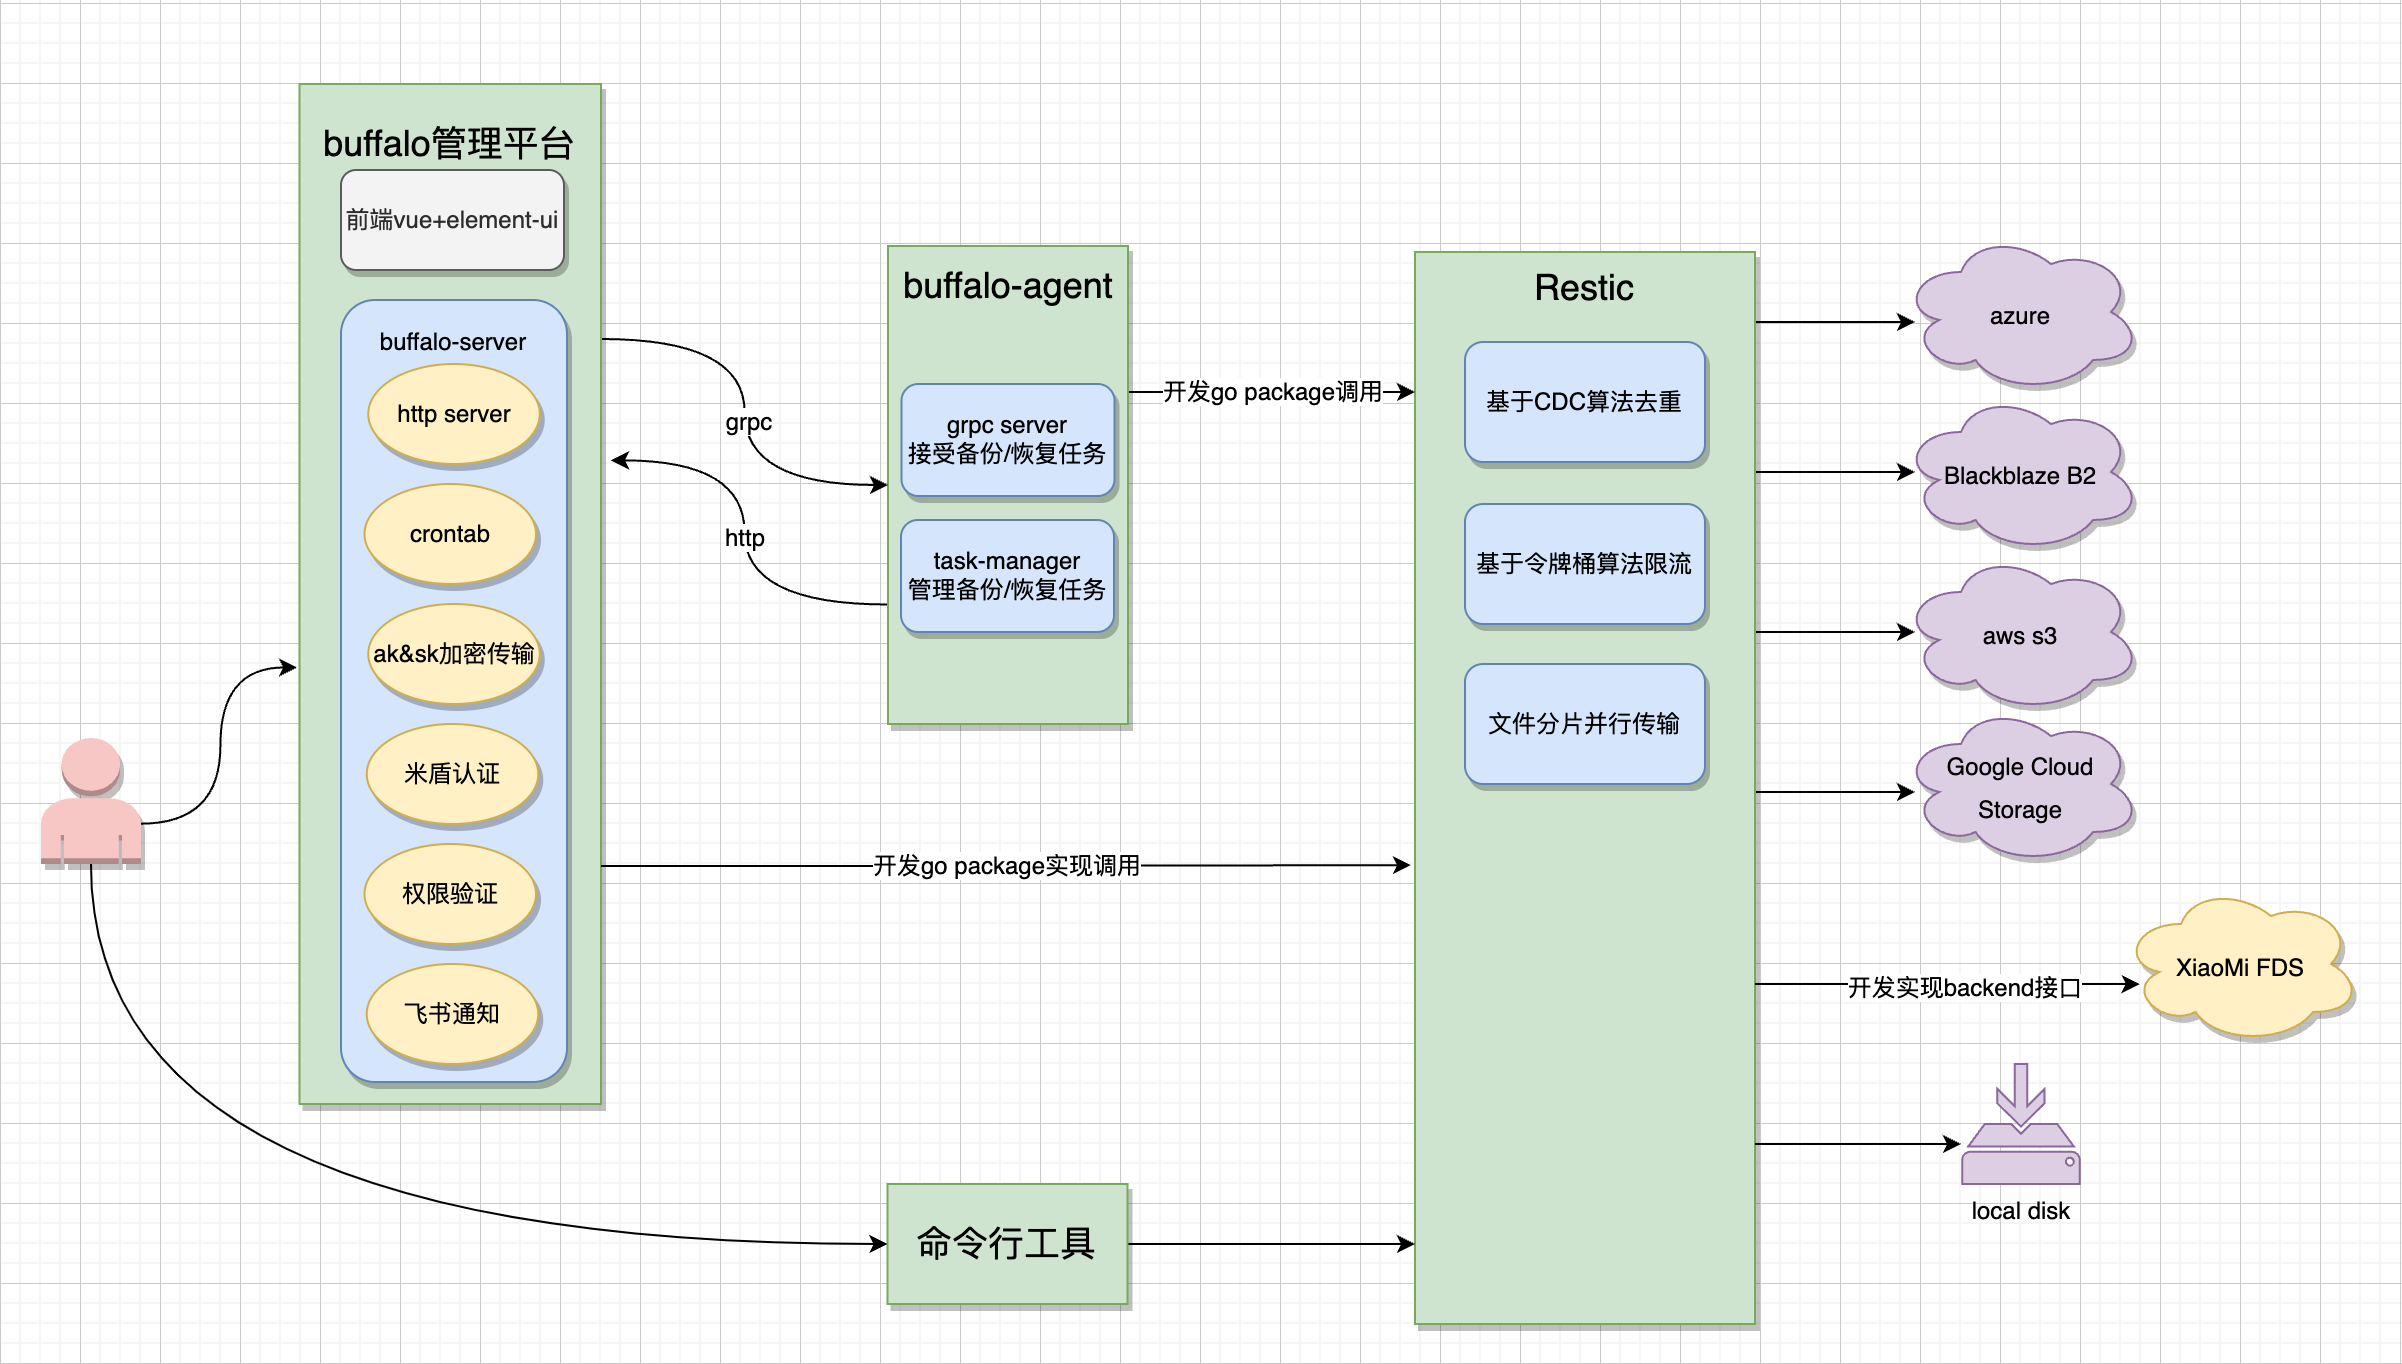 buffalo管理平台
前端vue+element-ui
buffalo-server
http server
crontab
ak&sk加密传输
米盾认证
权限验证
飞书通知
grpc
http
buffalo-agent
grpc server
接受备份/恢复任务
task-manager
管理备份/恢复任务
开发go package调用
开发go package实现调用
命令行工具
Restic
基于CDC算法去重
基于令牌桶算法限流
文件分片并行传输
azure
Blackblaze B2
aws s3
Google Cloud
Storage
开发实现backend接口
XiaoMi FDS
local disk